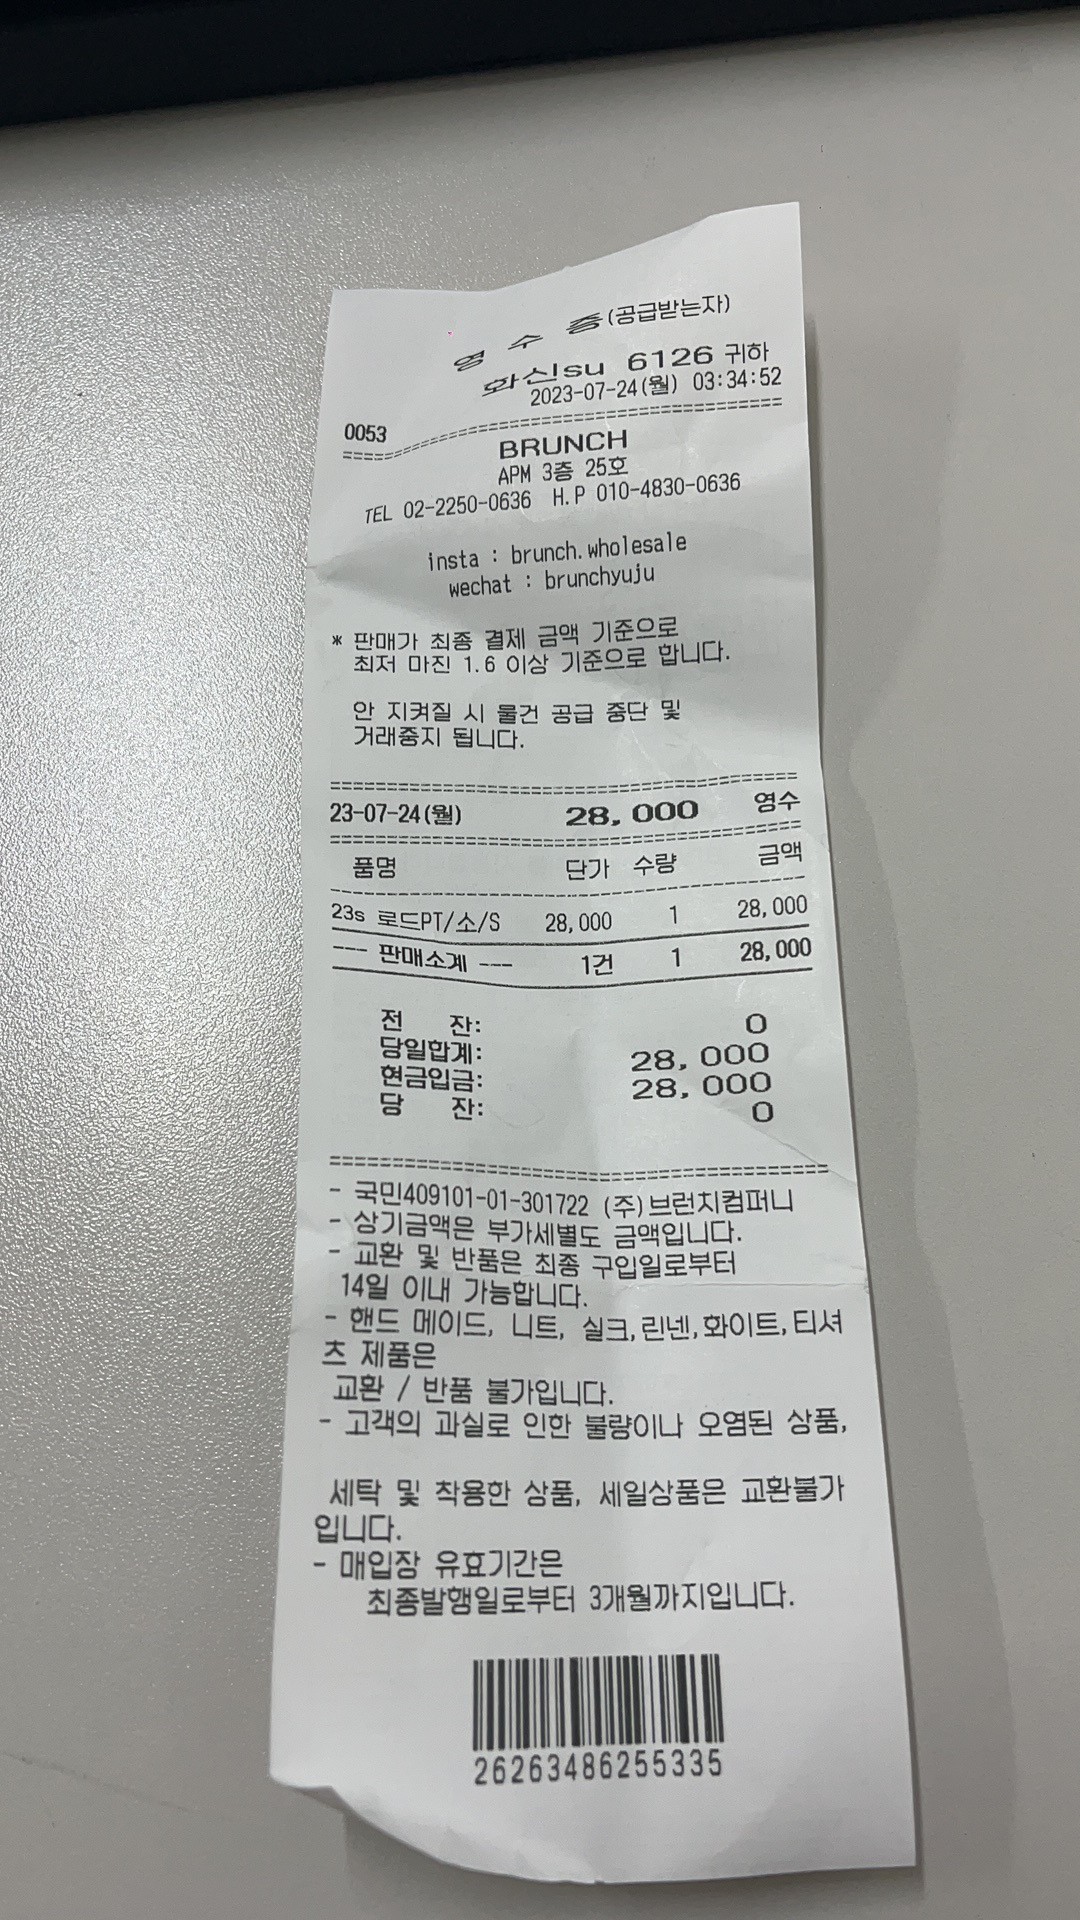 영 수 증(공급받는자)
화신su 6126 귀하
2023-07-24(월) 03:34:52
0053
BRUNCH
APM 3층 25호
TEL 02-2250-0636 H.P 010-4830-0636
insta : brunch.wholesale
wechat : brunchyuju
* 판매가 최종 결제 금액 기준으로
최저 마진 1.6 이상 기준으로 합니다.
안 지켜질 시 물건 공급 중단 및
거래중지 됩니다.
23-07-24(월) 28,000 영수
품명 단가 수량 금액
23s 로드PT/소/S 28,000 1 28,000
--- 판매소계 --- 1건 1 28,000
전 잔: 0
당일합계: 28,000
현금입금: 28,000
당 잔: 0
- 국민409101-01-301722 (주)브런치컴퍼니
- 상기금액은 부가세별도 금액입니다.
- 교환 및 반품은 최종 구입일로부터
14일 이내 가능합니다.
- 핸드 메이드, 니트, 실크,린넨,화이트,티셔
츠 제품은
교환 / 반품 불가입니다.
- 고객의 과실로 인한 불량이나 오염된 상품,
세탁 및 착용한 상품, 세일상품은 교환불가
입니다.
- 매입장 유효기간은
최종발행일로부터 3개월까지입니다.
26263486255335